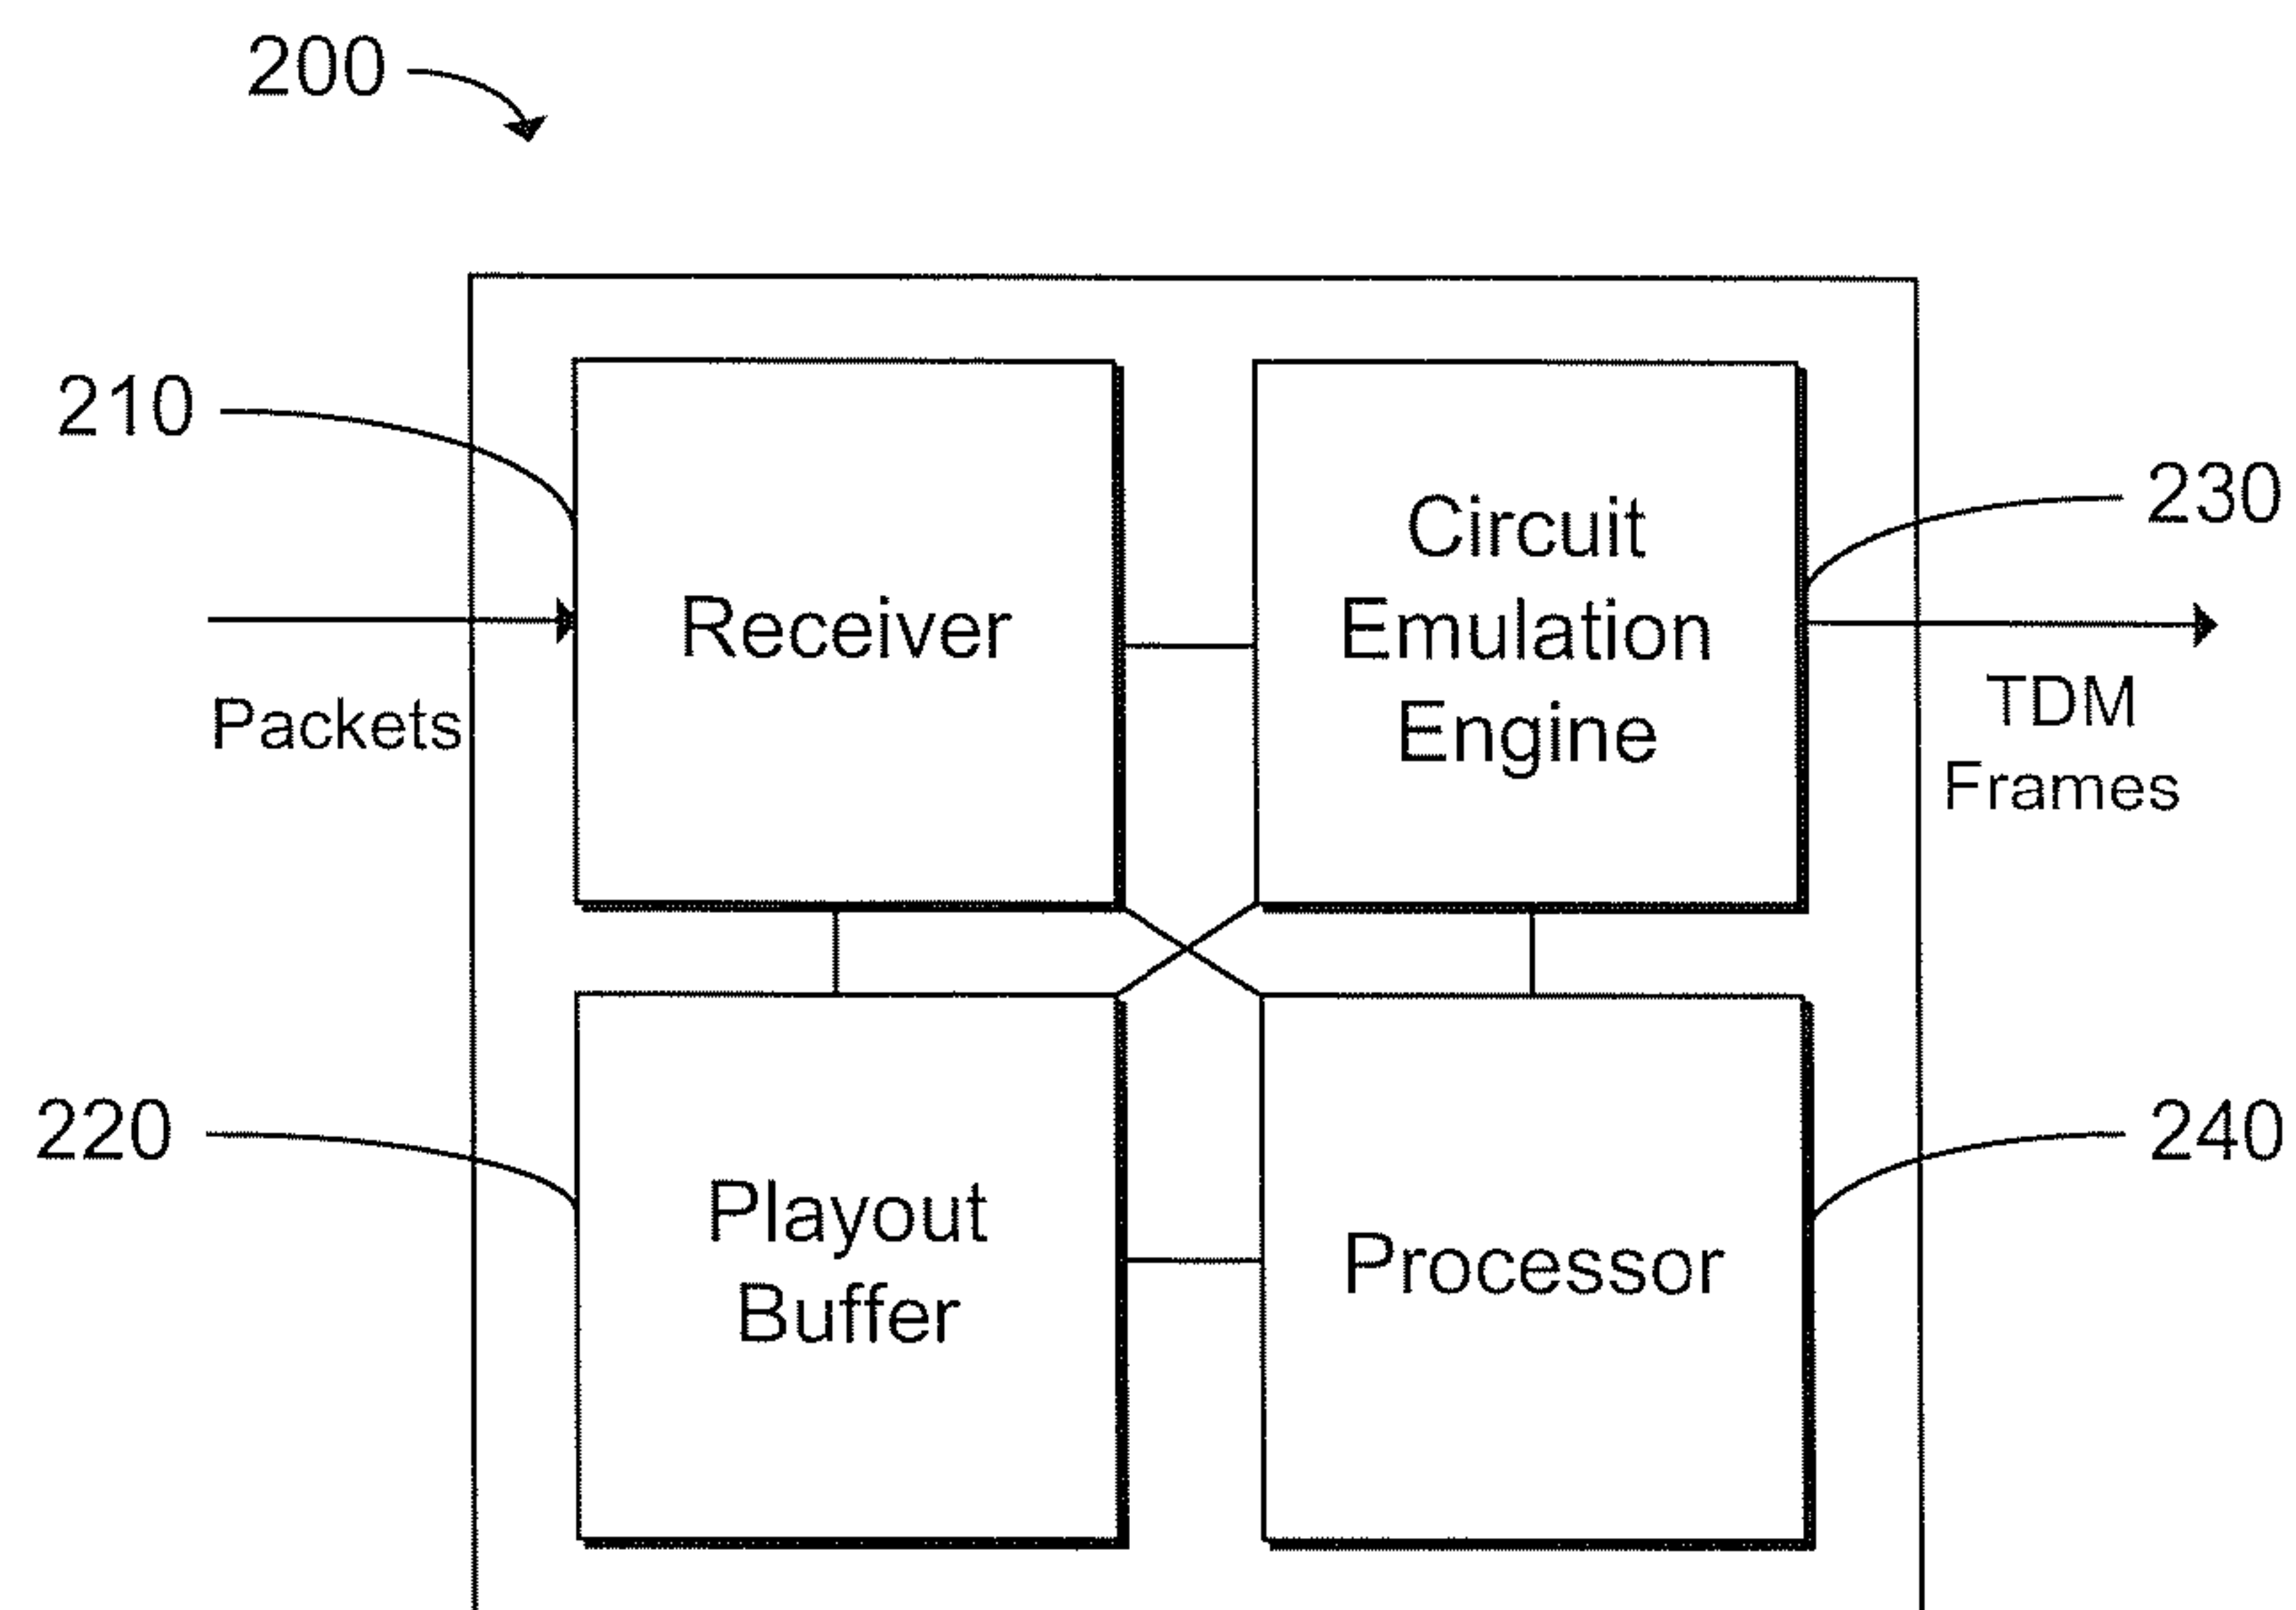 200
210
Receiver
Circuit
Emulation
Engine
230
Packets
TDM
Frames
220
Playout
Buffer
Processor
240